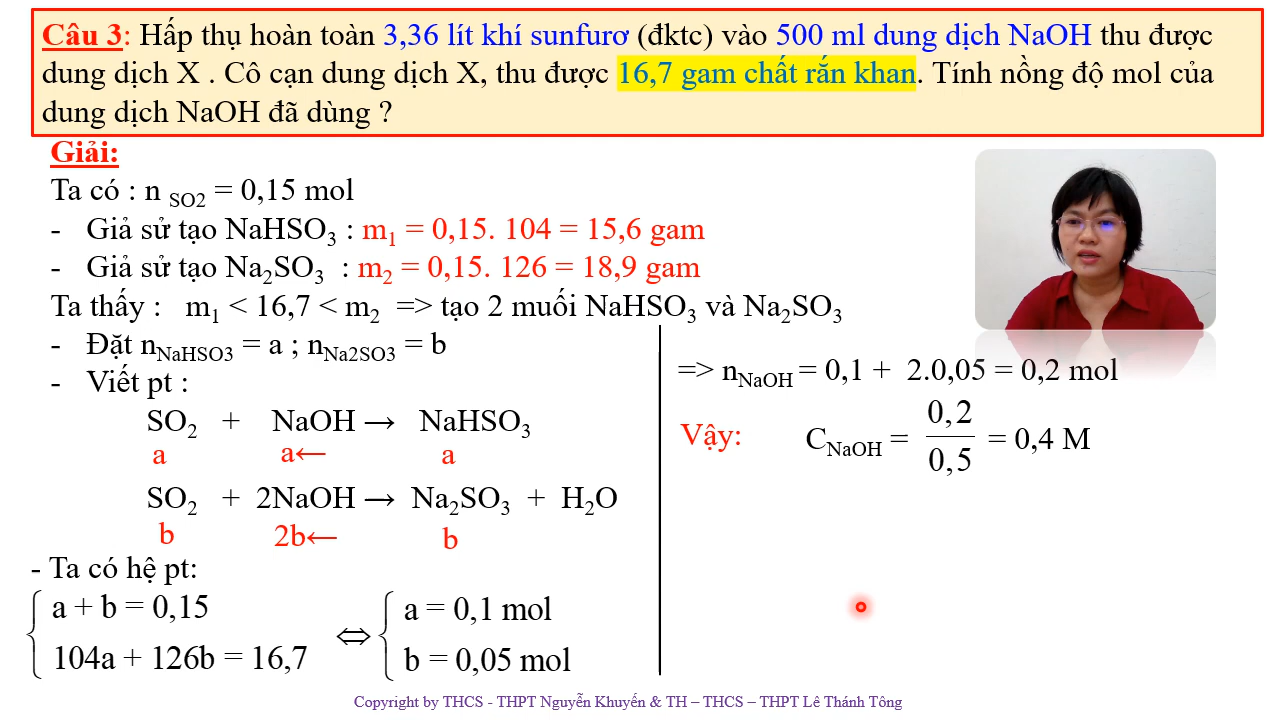 Câu 3: Hấp thụ hoàn toàn 3,36 lít khí sunfurơ (đktc) vào 500 ml dung dịch NaOH thu được
dung dịch X . Cô cạn dung dịch X, thu được 16,7 gam chất rắn khan. Tính nồng độ mol của
dung dịch NaOH đã dùng ?
Giải:
Ta có : n SO2 = 0,15 mol
- Giả sử tạo NaHSO3 : m1 = 0,15. 104 = 15,6 gam
- Giả sử tạo Na2SO3 : m2 = 0,15. 126 = 18,9 gam
Ta thấy : m1 < 16,7 < m2 => tạo 2 muối NaHSO3 và Na2SO3
- Đặt nNaHSO3 = a ; nNa2SO3 = b
- Viết pt :
SO2 + NaOH → NaHSO3
a a← a
SO2 + 2NaOH → Na2SO3 + H2O
b 2b← b
- Ta có hệ pt:
a + b = 0,15
104a + 126b = 16,7
⇔
a = 0,1 mol
b = 0,05 mol
=> nNaOH = 0,1 + 2.0,05 = 0,2 mol
Vậy: CNaOH = 0,2 / 0,5 = 0,4 M
Copyright by THCS - THPT Nguyễn Khuyến & TH – THCS – THPT Lê Thánh Tông